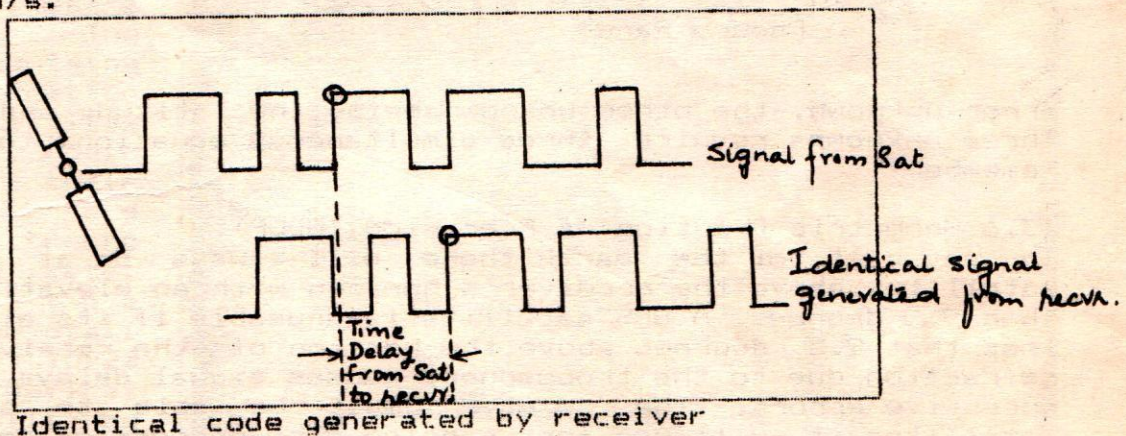 Signal from Sat
Identical signal
generated from recvr.
Time
Delay
from Sat
to recvr.
Identical code generated by receiver